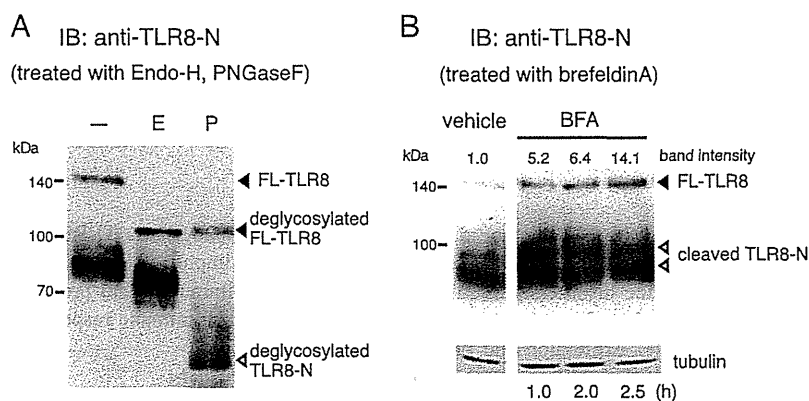 A
IB: anti-TLR8-N
(treated with Endo-H, PNGaseF)
— E P
kDa
140
100
70
FL-TLR8
deglycosylated
FL-TLR8
deglycosylated
TLR8-N
B
IB: anti-TLR8-N
(treated with brefeldinA)
vehicle BFA
kDa 1.0 5.2 6.4 14.1 band intensity
140
100
FL-TLR8
cleaved TLR8-N
tubulin
1.0 2.0 2.5 (h)